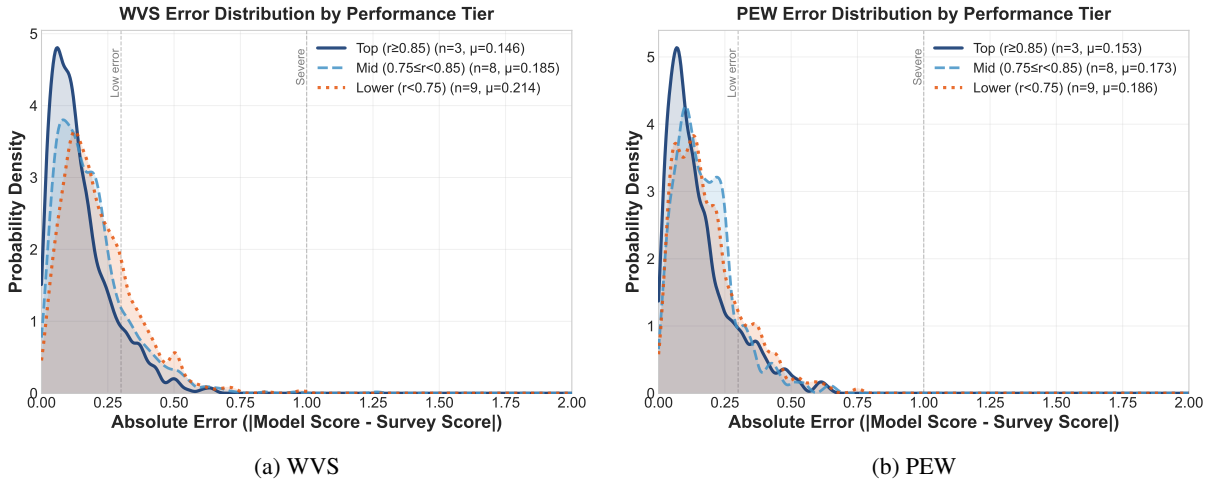 WVS Error Distribution by Performance Tier
Probability Density
5
4
3
2
1
0
Low error
Severe
Top (r≥0.85) (n=3, μ=0.146)
Mid (0.75≤r<0.85) (n=8, μ=0.185)
Lower (r<0.75) (n=9, μ=0.214)
0.00 0.25 0.50 0.75 1.00 1.25 1.50 1.75 2.00
Absolute Error (|Model Score - Survey Score|)
(a) WVS
PEW Error Distribution by Performance Tier
Probability Density
5
4
3
2
1
0
Low error
Severe
Top (r≥0.85) (n=3, μ=0.153)
Mid (0.75≤r<0.85) (n=8, μ=0.173)
Lower (r<0.75) (n=9, μ=0.186)
0.00 0.25 0.50 0.75 1.00 1.25 1.50 1.75 2.00
Absolute Error (|Model Score - Survey Score|)
(b) PEW